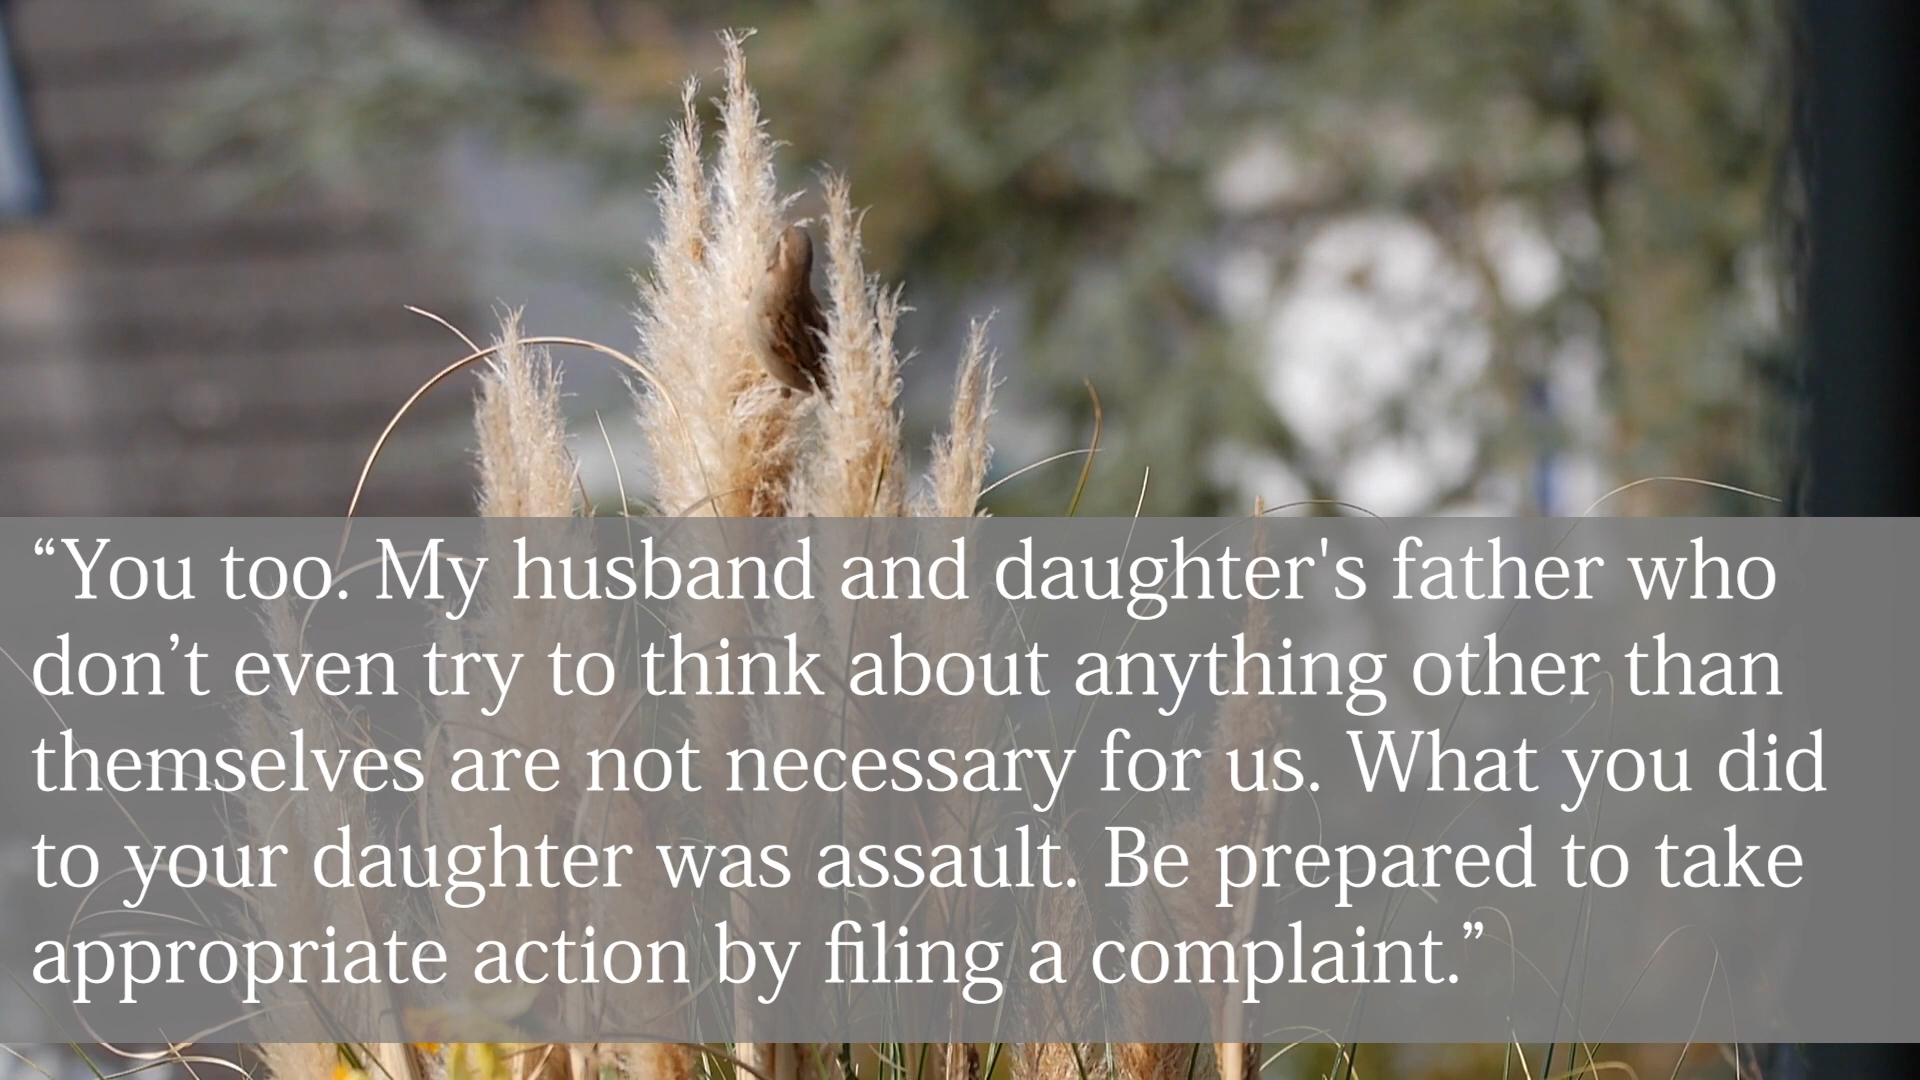 “You too. My husband and daughter's father who
don’t even try to think about anything other than
themselves are not necessary for us. What you did
to your daughter was assault. Be prepared to take
appropriate action by filing a complaint.”